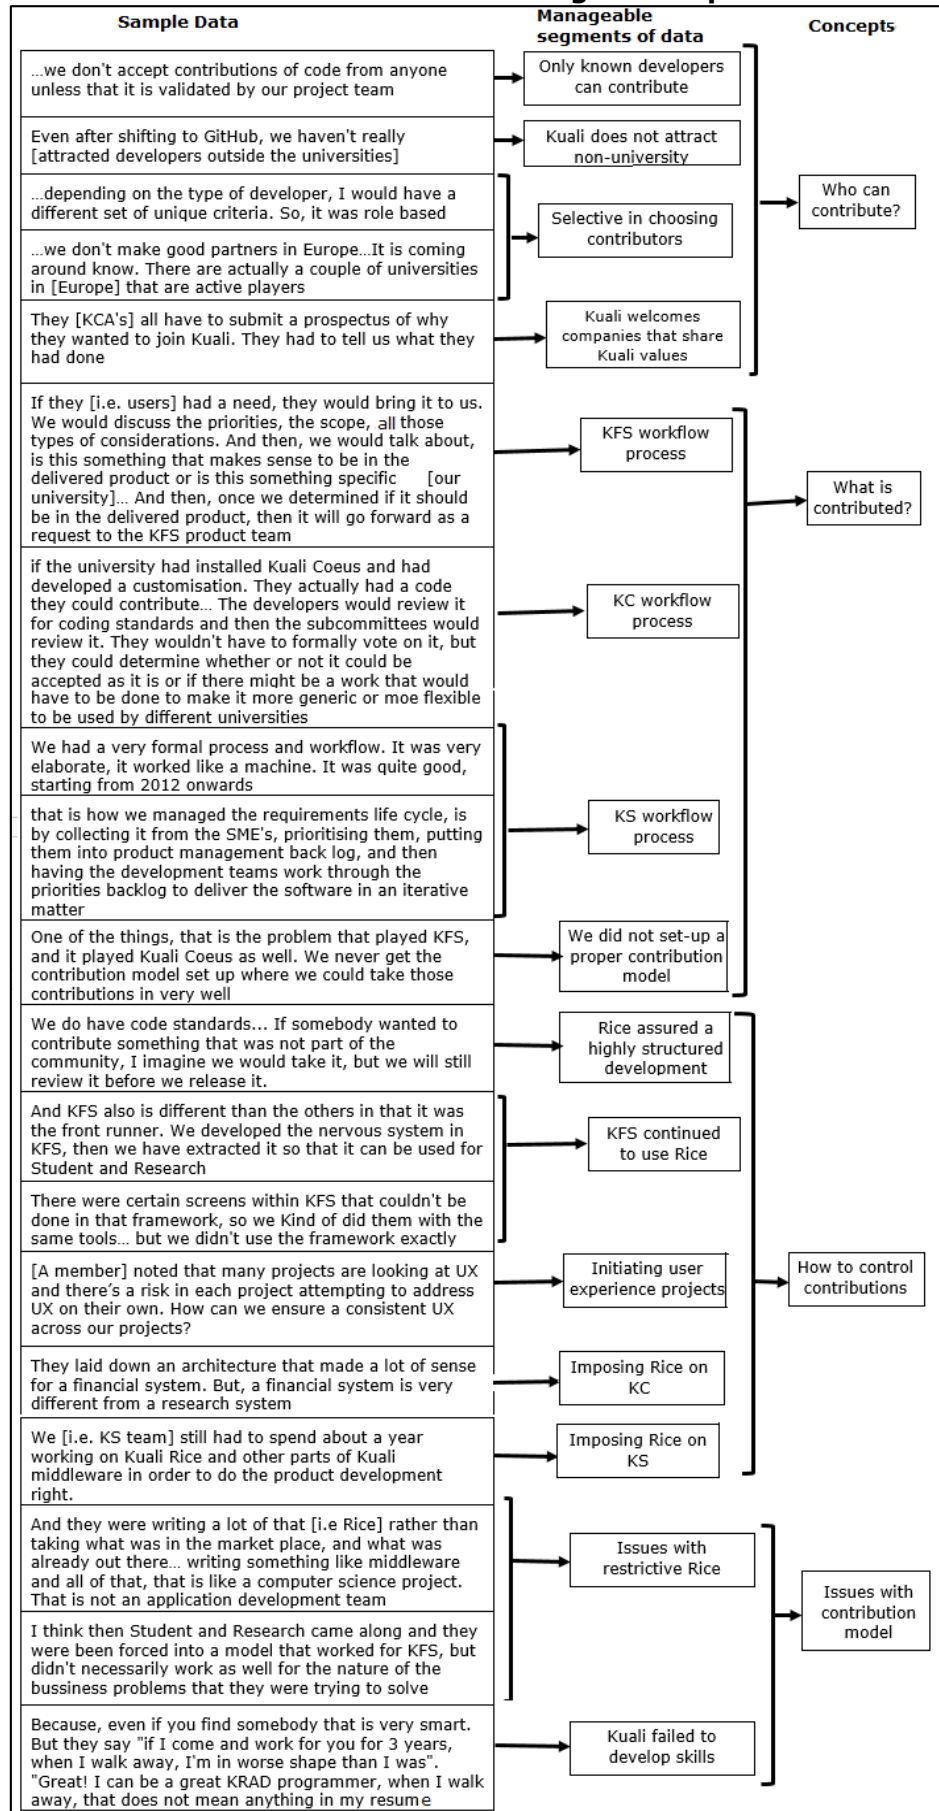 Sample Data
Manageable
segments of data
Concepts
...we don't accept contributions of code from anyone
unless that it is validated by our project team
Only known developers
can contribute
Even after shifting to GitHub, we haven't really
[attracted developers outside the universities]
Kuali does not attract
non-university
...depending on the type of developer, I would have a
different set of unique criteria. So, it was role based
...we don't make good partners in Europe...It is coming
around know. There are actually a couple of universities
in [Europe] that are active players
Selective in choosing
contributors
Who can
contribute?
They [KCA's] all have to submit a prospectus of why
they wanted to join Kuali. They had to tell us what they
had done
Kuali welcomes
companies that share
Kuali values
If they [i.e. users] had a need, they would bring it to us.
We would discuss the priorities, the scope, all those
types of considerations. And then, we would talk about,
is this something that makes sense to be in the
delivered product or is this something specific [our
university]... And then, once we determined if it should
be in the delivered product, then it will go forward as a
request to the KFS product team
KFS workflow
process
What is
contributed?
if the university had installed Kuali Coeus and had
developed a customisation. They actually had a code
they could contribute... The developers would review it
for coding standards and then the subcommittees would
review it. They wouldn't have to formally vote on it, but
they could determine whether or not it could be
accepted as it is or if there might be a work that would
have to be done to make it more generic or moe flexible
to be used by different universities
KC workflow
process
We had a very formal process and workflow. It was very
elaborate, it worked like a machine. It was quite good,
starting from 2012 onwards
that is how we managed the requirements life cycle, is
by collecting it from the SME's, prioritising them, putting
them into product management back log, and then
having the development teams work through the
priorities backlog to deliver the software in an iterative
matter
KS workflow
process
One of the things, that is the problem that played KFS,
and it played Kuali Coeus as well. We never get the
contribution model set up where we could take those
contributions in very well
We did not set-up a
proper contribution
model
We do have code standards... If somebody wanted to
contribute something that was not part of the
community, I imagine we would take it, but we will still
review it before we release it.
Rice assured a
highly structured
development
And KFS also is different than the others in that it was
the front runner. We developed the nervous system in
KFS, then we have extracted it so that it can be used for
Student and Research
There were certain screens within KFS that couldn't be
done in that framework, so we Kind of did them with the
same tools... but we didn't use the framework exactly
KFS continued
to use Rice
[A member] noted that many projects are looking at UX
and there's a risk in each project attempting to address
UX on their own. How can we ensure a consistent UX
across our projects?
Initiating user
experience projects
How to control
contributions
They laid down an architecture that made a lot of sense
for a financial system. But, a financial system is very
different from a research system
Imposing Rice on
KC
We [i.e. KS team] still had to spend about a year
working on Kuali Rice and other parts of Kuali
middleware in order to do the product development
right.
Imposing Rice on
KS
And they were writing a lot of that [i.e Rice] rather than
taking what was in the market place, and what was
already out there... writing something like middleware
and all of that, that is like a computer science project.
That is not an application development team
I think then Student and Research came along and they
were been forced into a model that worked for KFS, but
didn't necessarily work as well for the nature of the
bussiness problems that they were trying to solve
Issues with
restrictive Rice
Issues with
contribution
model
Because, even if you find somebody that is very smart.
But they say "if I come and work for you for 3 years,
when I walk away, I'm in worse shape than I was".
"Great! I can be a great KRAD programmer, when I walk
away, that does not mean anything in my resume
Kuali failed to
develop skills